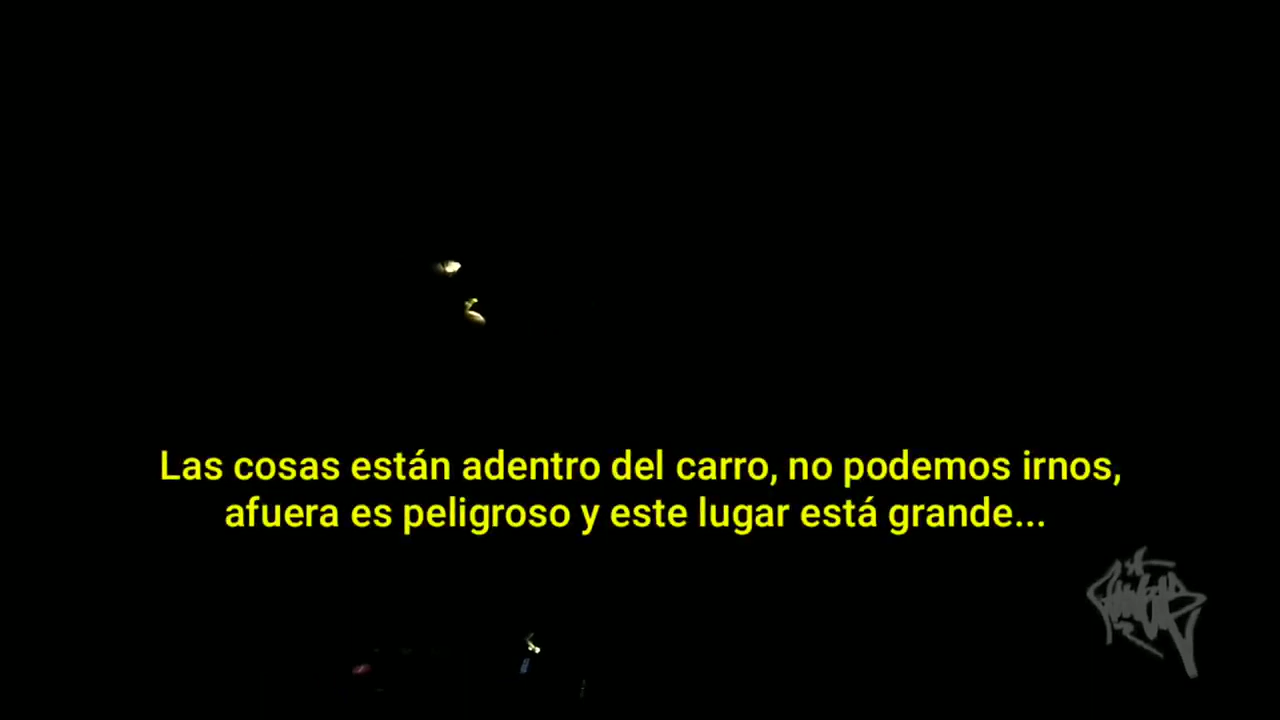 Las cosas están adentro del carro, no podemos irnos,
afuera es peligroso y este lugar está grande...